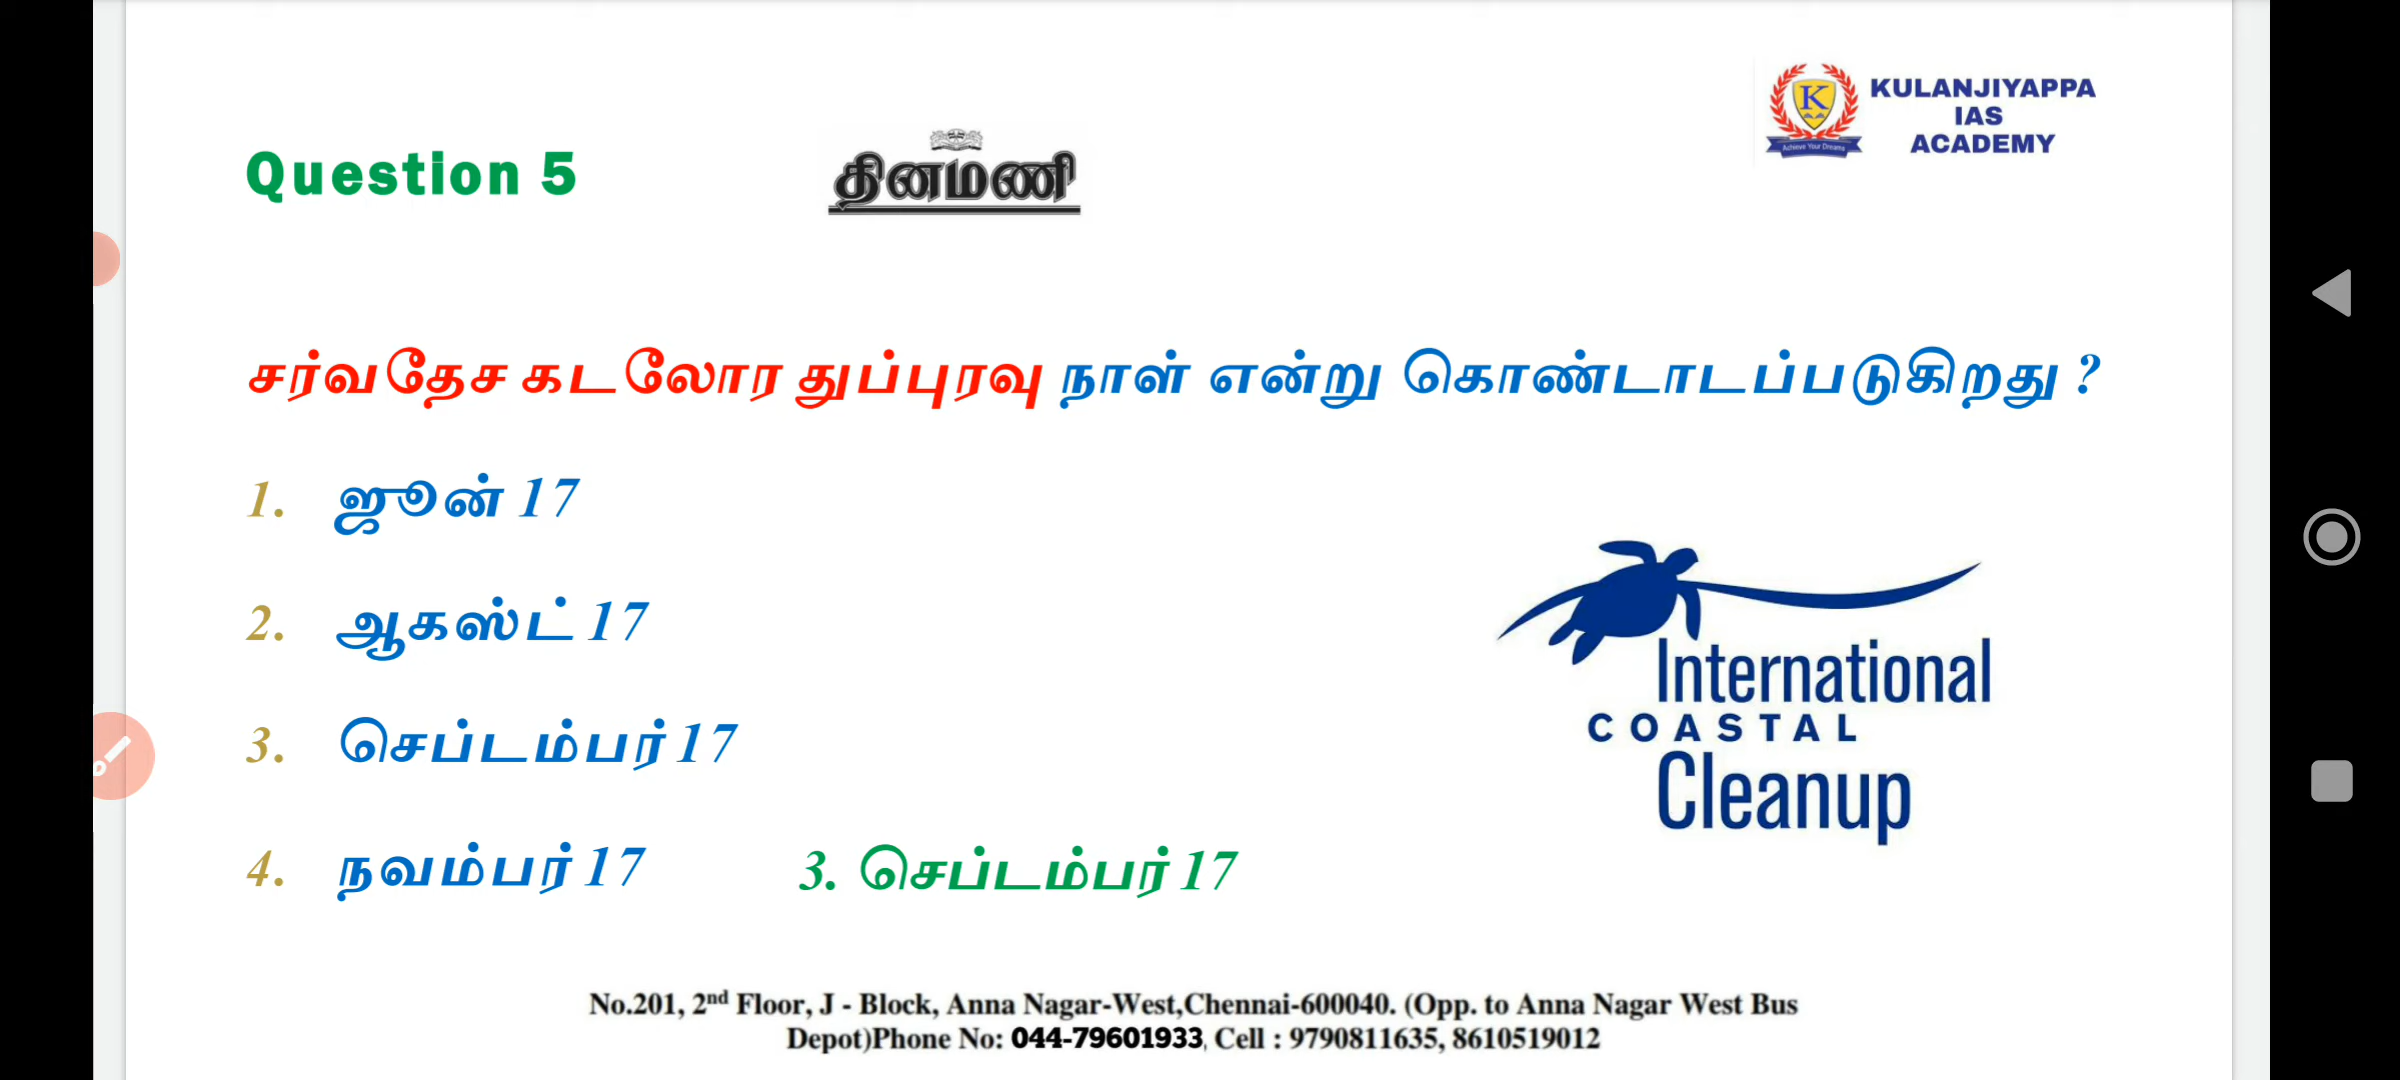 KULANJIYAPPA
IAS
ACADEMY
K
Achieve Your Dreams
Question 5
தினமணி
சர்வதேச கடலோர துப்புரவு நாள் என்று கொண்டாடப்படுகிறது ?
1. ஜூன் 17
2. ஆகஸ்ட் 17
3. செப்டம்பர் 17
4. நவம்பர் 17
3. செப்டம்பர் 17
International
COASTAL
Cleanup
No.201, 2nd Floor, J - Block, Anna Nagar-West,Chennai-600040. (Opp. to Anna Nagar West Bus
Depot)Phone No: 044-79601933, Cell : 9790811635, 8610519012